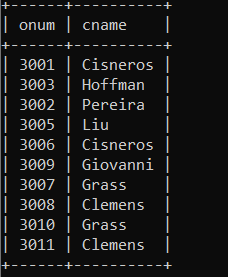 +------+----------+
| onum | cname    |
+------+----------+
| 3001 | Cisneros |
| 3003 | Hoffman  |
| 3002 | Pereira  |
| 3005 | Liu      |
| 3006 | Cisneros |
| 3009 | Giovanni |
| 3007 | Grass    |
| 3008 | Clemens  |
| 3010 | Grass    |
| 3011 | Clemens  |
+------+----------+